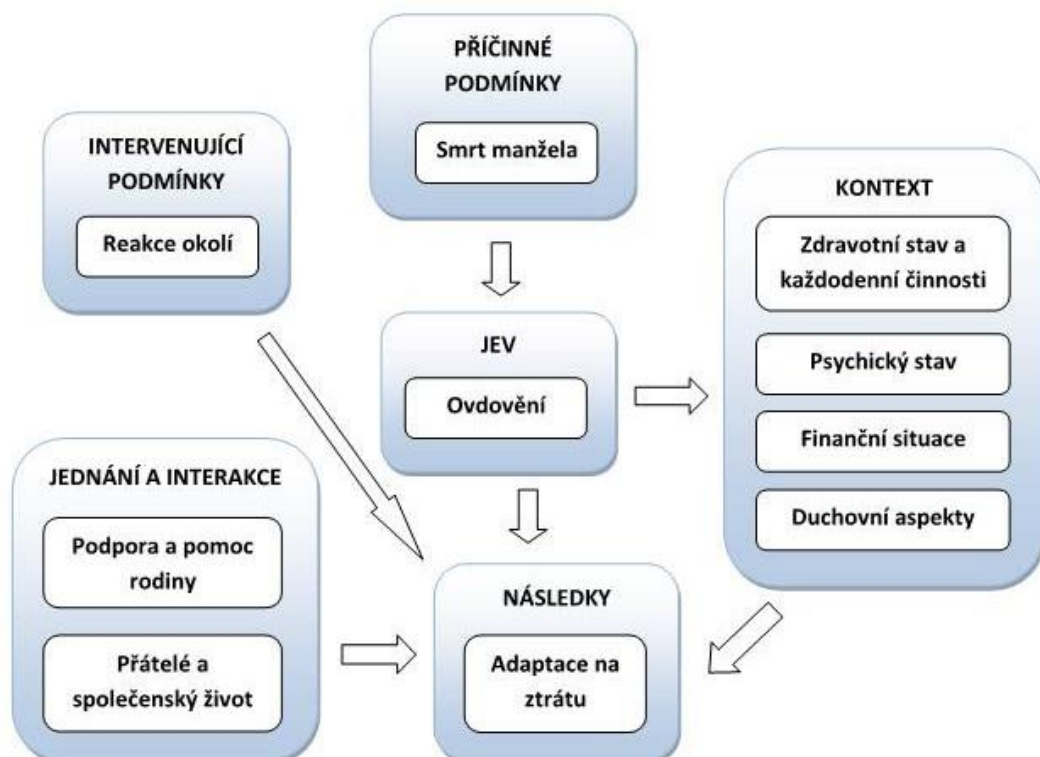 PŘÍČINNÉ
PODMÍNKY
Smrt manžela
INTERVENUJÍCÍ
PODMÍNKY
Reakce okolí
KONTEXT
Zdravotní stav a
každodenní činnosti
Psychický stav
Finanční situace
Duchovní aspekty
JEV
Ovdovění
JEDNÁNÍ A INTERAKCE
Podpora a pomoc
rodiny
Přátelé a
společenský život
NÁSLEDKY
Adaptace na
ztrátu